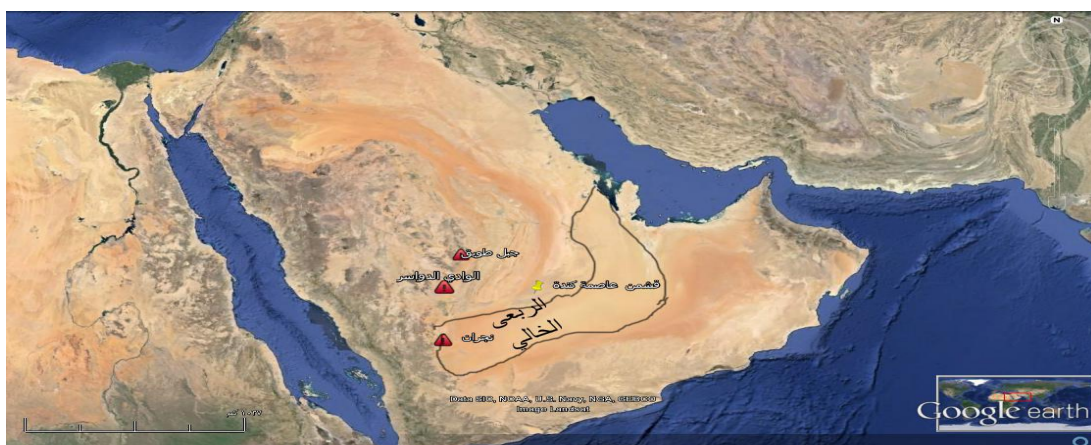 N
جبل طويق
الوادي الدواسر
قشمن عاصمة كندة
الربعي
الخالي
نجران
Data SIO, NOAA, U.S. Navy, NGA, GEBCO
Image Landsat
Google earth